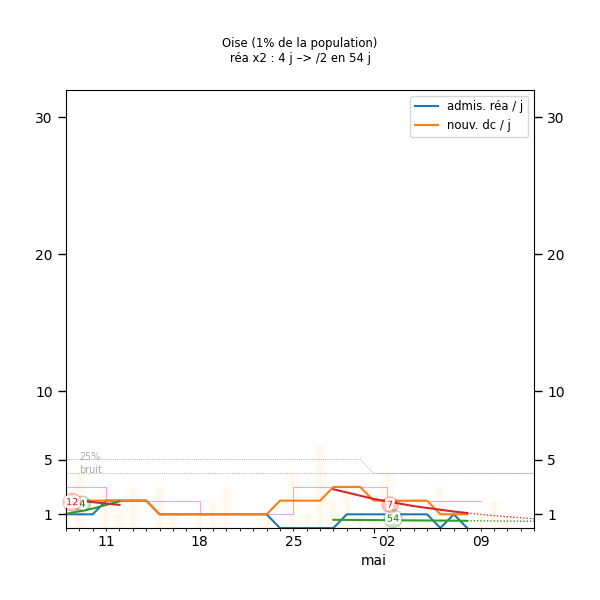 Oise (1% de la population)
réa x2 : 4 j –> /2 en 54 j
admis. réa / j
nouv. dc / j
30 30
20 20
10 10
25%
5 5
bruit
12 4 7
54
1 1
11 18 25 02 09
mai